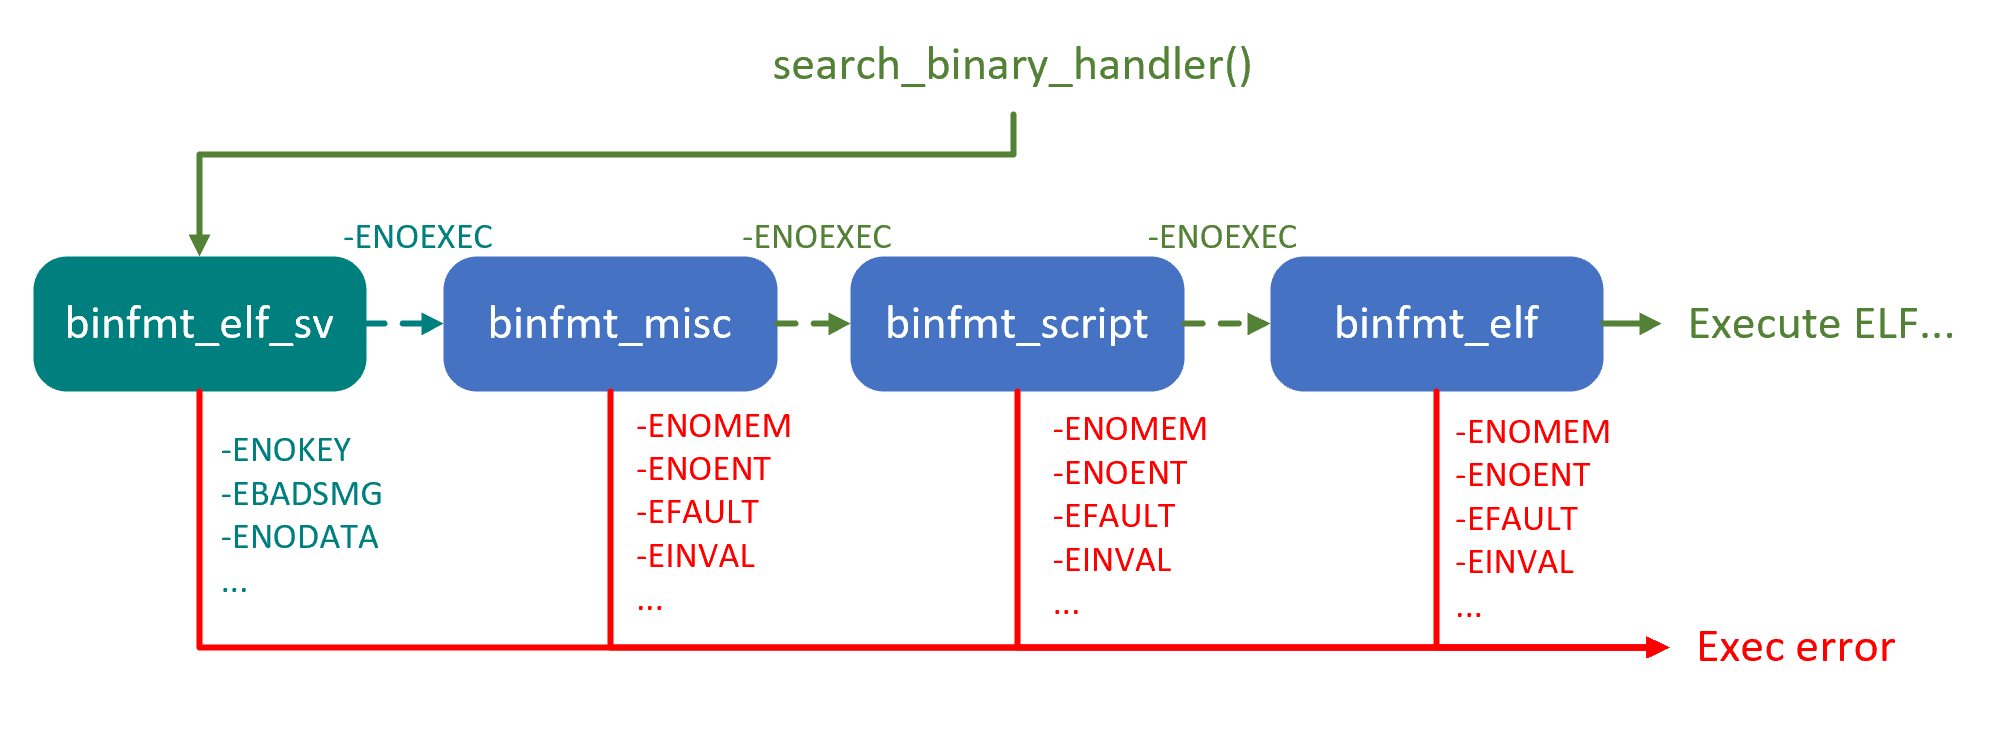 search_binary_handler()
-ENOEXEC
-ENOEXEC
-ENOEXEC
binfmt_elf_sv
binfmt_misc
binfmt_script
binfmt_elf
Execute ELF...
-ENOKEY
-EBADSMG
-ENODATA
...
-ENOMEM
-ENOENT
-EFAULT
-EINVAL
...
-ENOMEM
-ENOENT
-EFAULT
-EINVAL
...
-ENOMEM
-ENOENT
-EFAULT
-EINVAL
...
Exec error